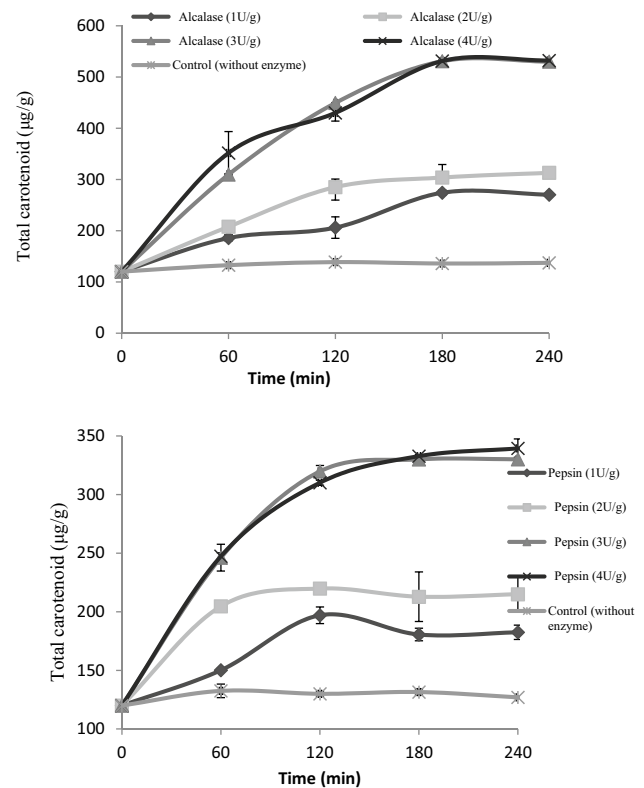 Alcalase (1U/g)
Alcalase (2U/g)
Alcalase (3U/g)
Alcalase (4U/g)
Control (without enzyme)
Total carotenoid (µg/g)
600
500
400
300
200
100
0
0 60 120 180 240
Time (min)
Total carotenoid (µg/g)
350
300
250
200
150
100
0 60 120 180 240
Time (min)
Pepsin (1U/g)
Pepsin (2U/g)
Pepsin (3U/g)
Pepsin (4U/g)
Control (without
enzyme)